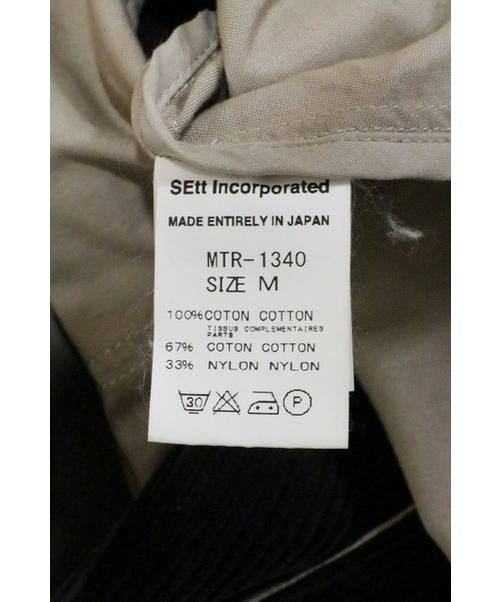 SEtt Incorporated
MADE ENTIRELY IN JAPAN
MTR-1340
SIZE M
100%COTON COTTON
TISSUS COMPLEMENTAIRES
PARTS
67% COTON COTTON
33% NYLON NYLON
30 P